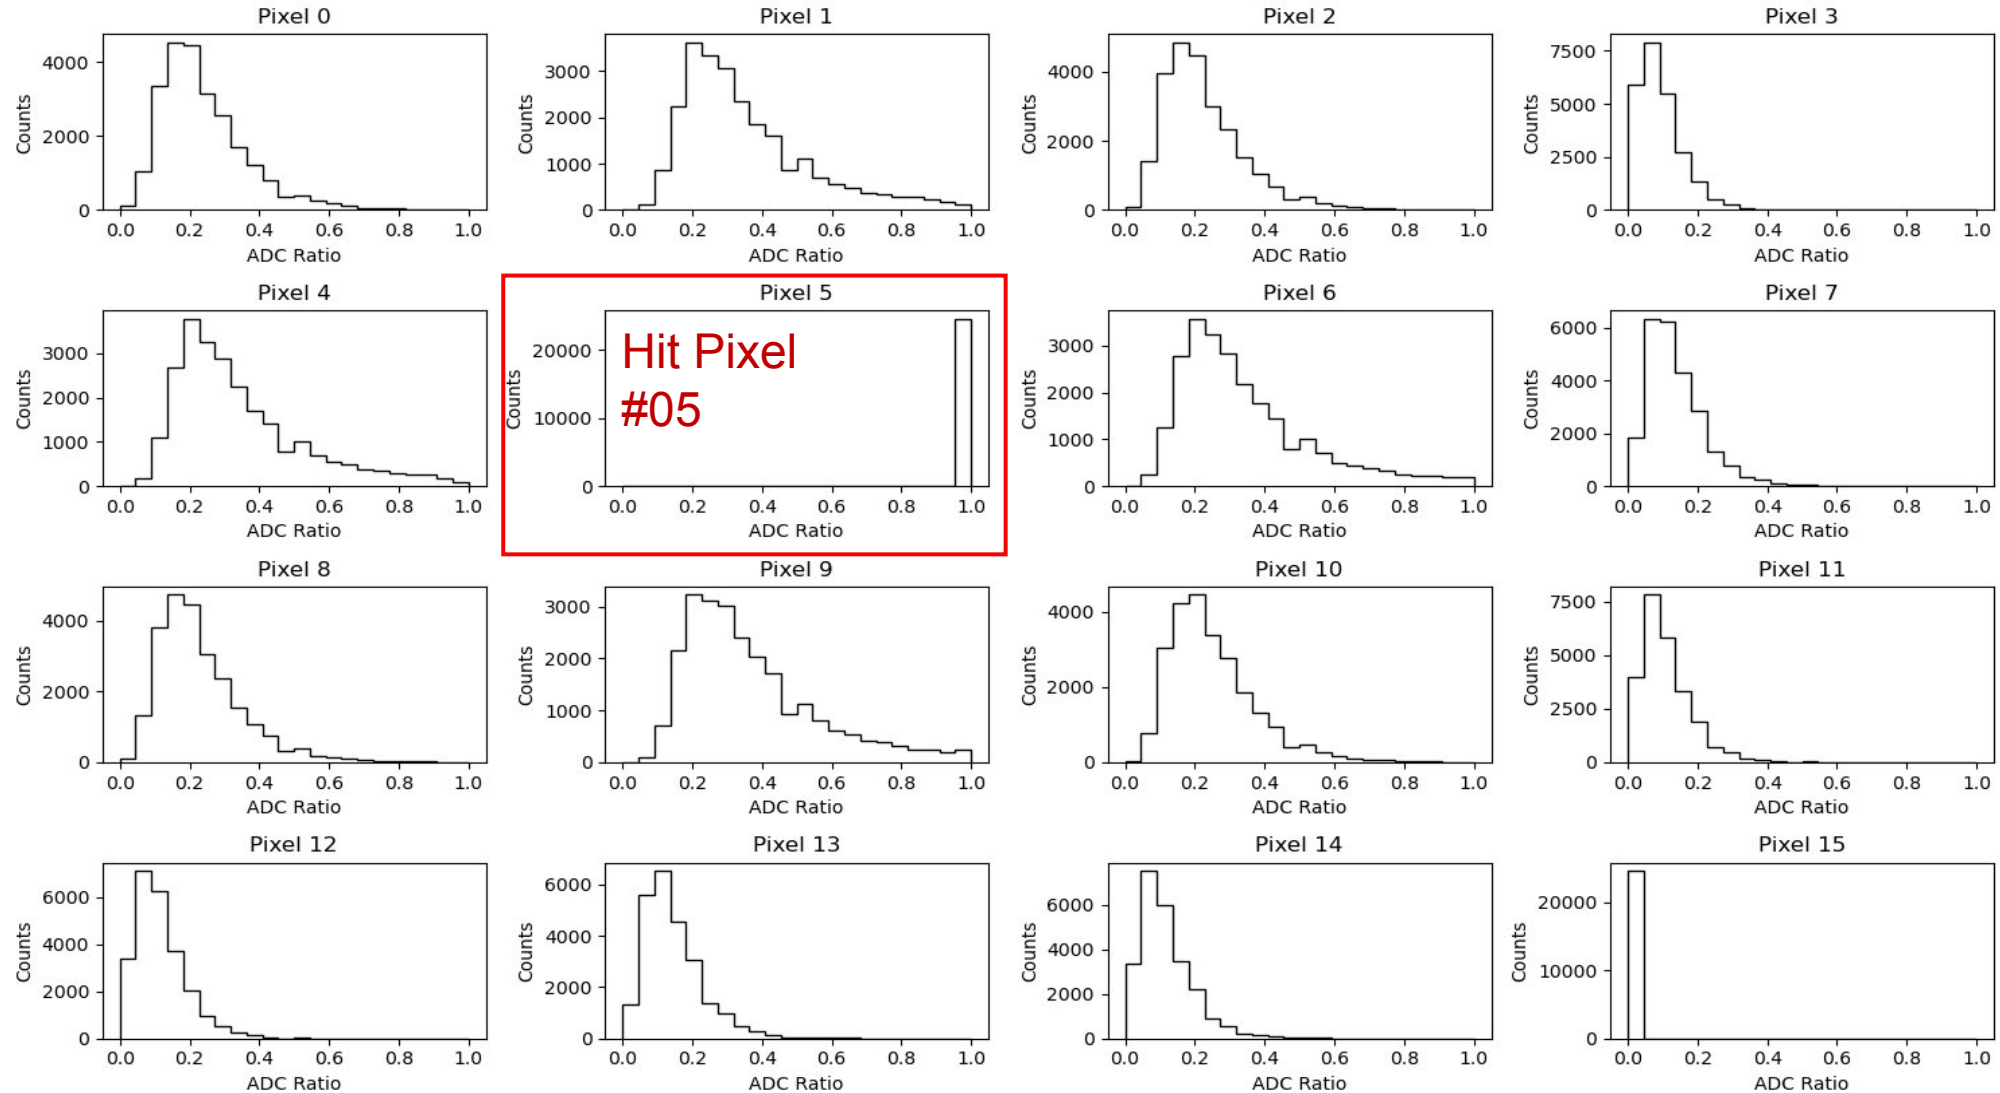 Pixel 0
Pixel 1
Pixel 2
Pixel 3
Counts
4000
2000
0
0.0 0.2 0.4 0.6 0.8 1.0
ADC Ratio
Counts
3000
2000
1000
0
0.0 0.2 0.4 0.6 0.8 1.0
ADC Ratio
Counts
4000
2000
0
0.0 0.2 0.4 0.6 0.8 1.0
ADC Ratio
Counts
7500
5000
2500
0
0.0 0.2 0.4 0.6 0.8 1.0
ADC Ratio
Pixel 4
Pixel 5
Pixel 6
Pixel 7
Counts
3000
2000
1000
0
0.0 0.2 0.4 0.6 0.8 1.0
ADC Ratio
Counts
20000
10000
0
Hit Pixel
#05
0.0 0.2 0.4 0.6 0.8 1.0
ADC Ratio
Counts
3000
2000
1000
0
0.0 0.2 0.4 0.6 0.8 1.0
ADC Ratio
Counts
6000
4000
2000
0
0.0 0.2 0.4 0.6 0.8 1.0
ADC Ratio
Pixel 8
Pixel 9
Pixel 10
Pixel 11
Counts
4000
2000
0
0.0 0.2 0.4 0.6 0.8 1.0
ADC Ratio
Counts
3000
2000
1000
0
0.0 0.2 0.4 0.6 0.8 1.0
ADC Ratio
Counts
4000
2000
0
0.0 0.2 0.4 0.6 0.8 1.0
ADC Ratio
Counts
7500
5000
2500
0
0.0 0.2 0.4 0.6 0.8 1.0
ADC Ratio
Pixel 12
Pixel 13
Pixel 14
Pixel 15
Counts
6000
4000
2000
0
0.0 0.2 0.4 0.6 0.8 1.0
ADC Ratio
Counts
6000
4000
2000
0
0.0 0.2 0.4 0.6 0.8 1.0
ADC Ratio
Counts
6000
4000
2000
0
0.0 0.2 0.4 0.6 0.8 1.0
ADC Ratio
Counts
20000
10000
0
0.0 0.2 0.4 0.6 0.8 1.0
ADC Ratio